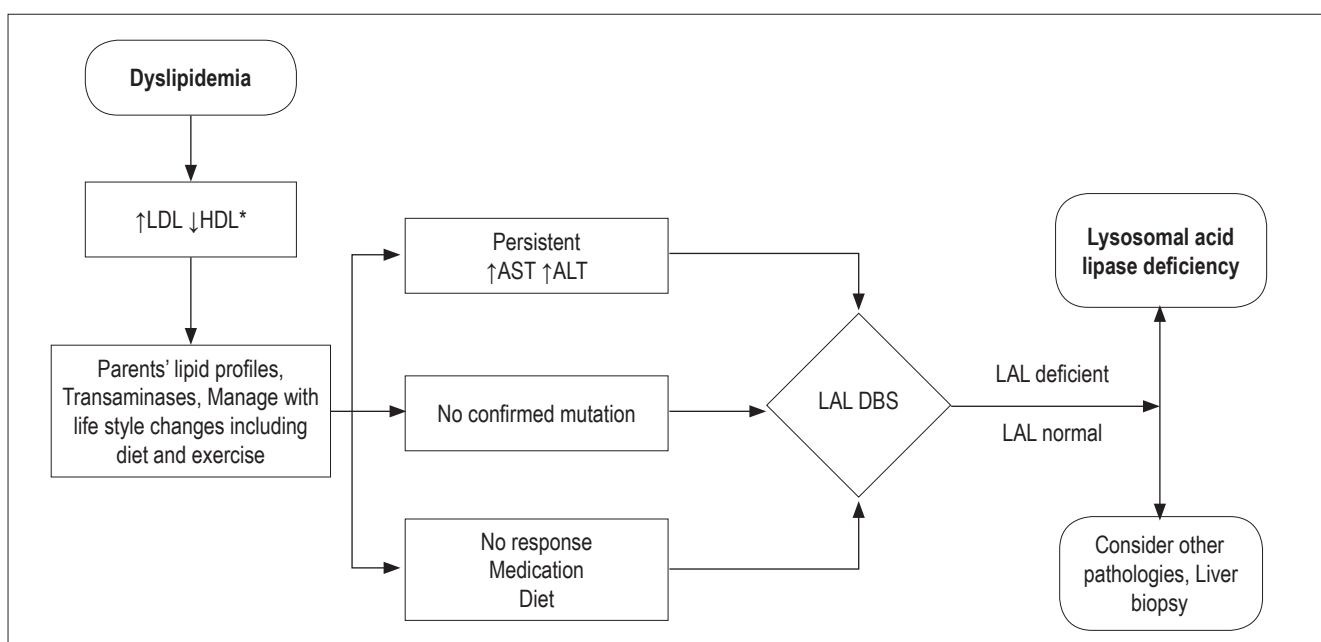 Dyslipidemia
↑LDL ↓HDL*
Parents’ lipid profiles,
Transaminases, Manage with
life style changes including
diet and exercise
Persistent
↑AST ↑ALT
No confirmed mutation
No response
Medication
Diet
LAL DBS
LAL deficient
LAL normal
Lysosomal acid
lipase deficiency
Consider other
pathologies, Liver
biopsy